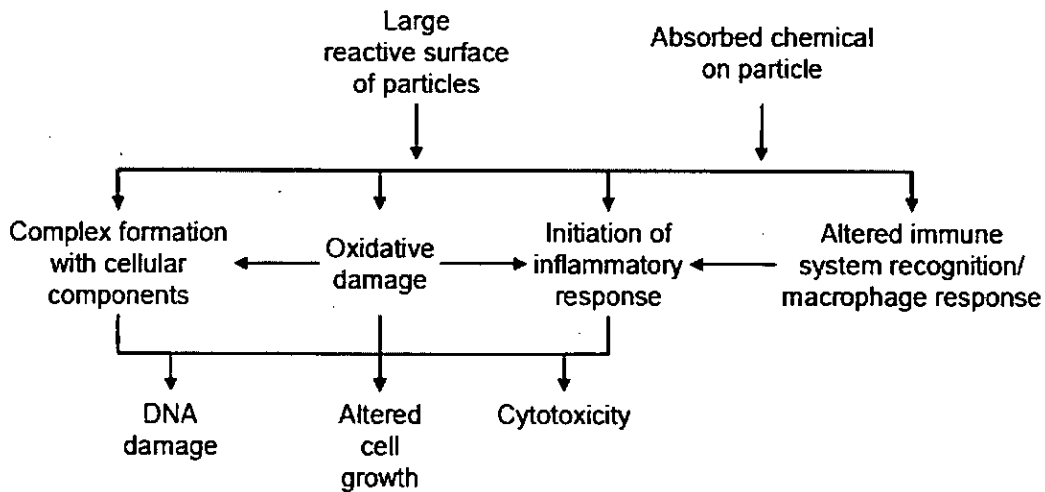 Large
reactive surface
of particles
Absorbed chemical
on particle
Complex formation
with cellular
components
Oxidative
damage
Initiation of
inflammatory
response
Altered immune
system recognition/
macrophage response
DNA
damage
Altered
cell
growth
Cytotoxicity